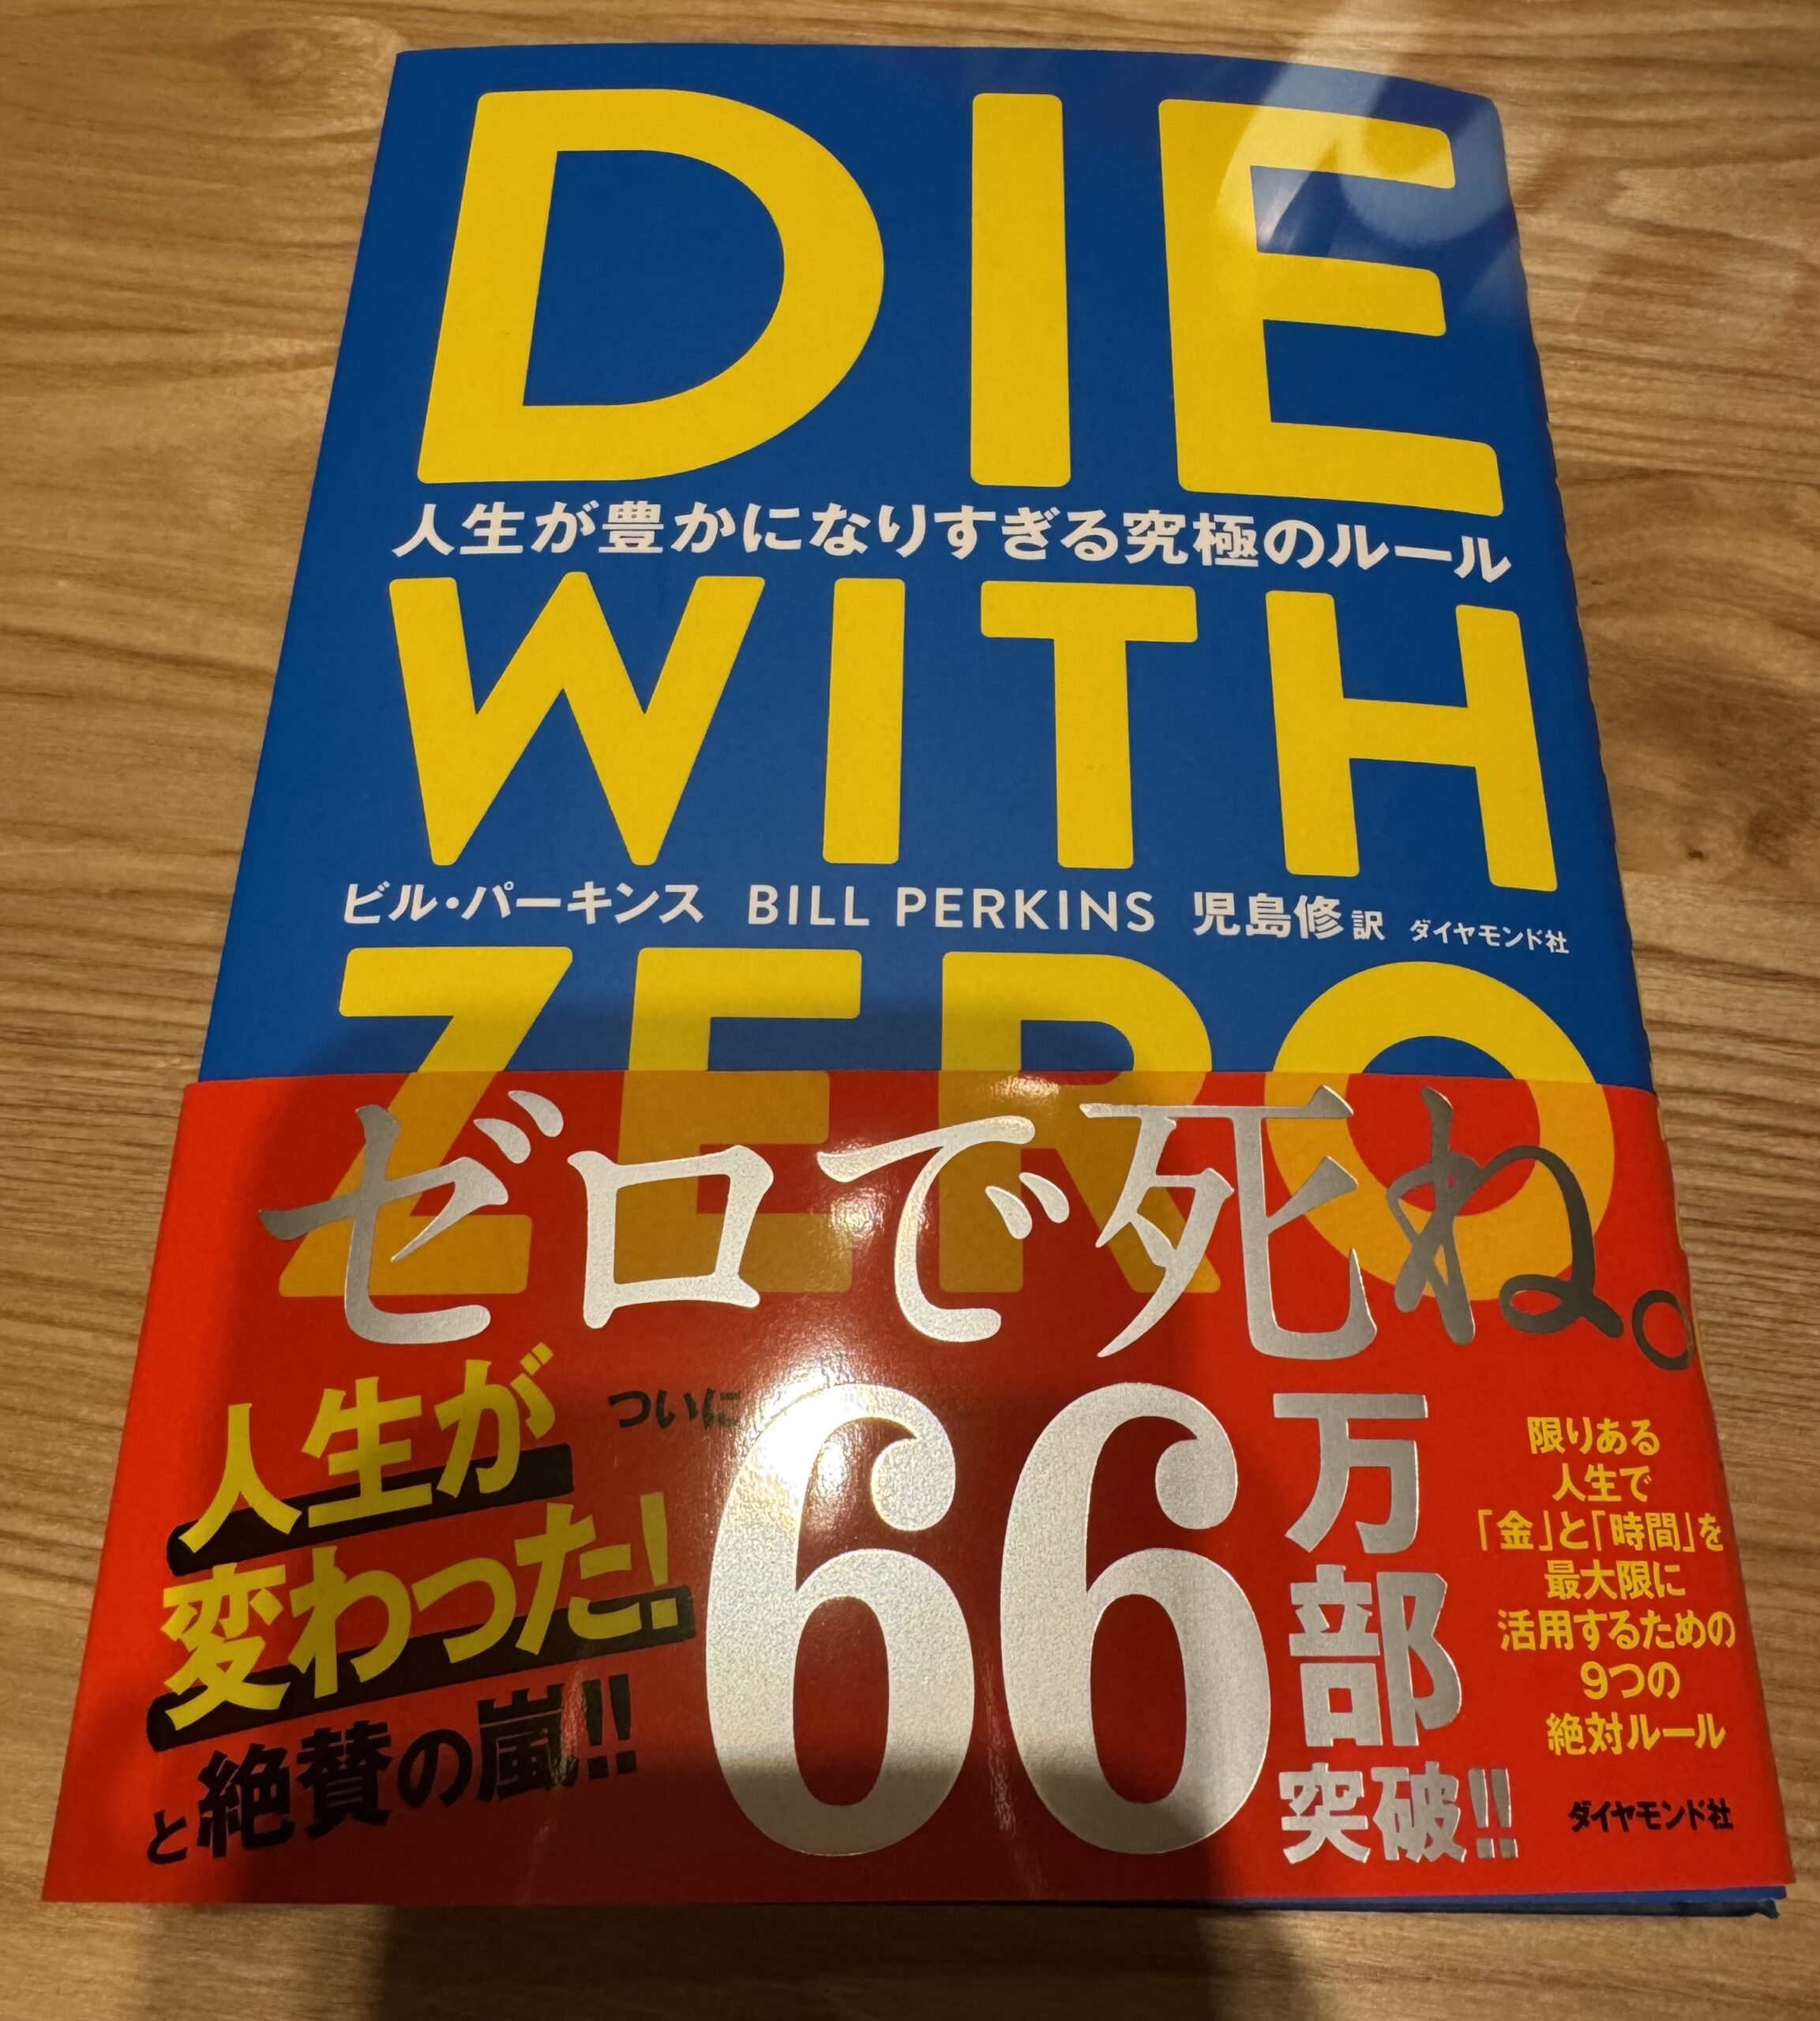 DIE
人生が豊かになりすぎる究極のルール
WITH
ビル・パーキンス BILL PERKINS 児島修 訳 ダイヤモンド社
ZERO
ゼロで死ね。
人生が
変わった!
と絶賛の嵐!!
ついに
66万部
突破!!
限りある
人生で
「金」と「時間」を
最大限に
活用するための
9つの
絶対ルール
ダイヤモンド社